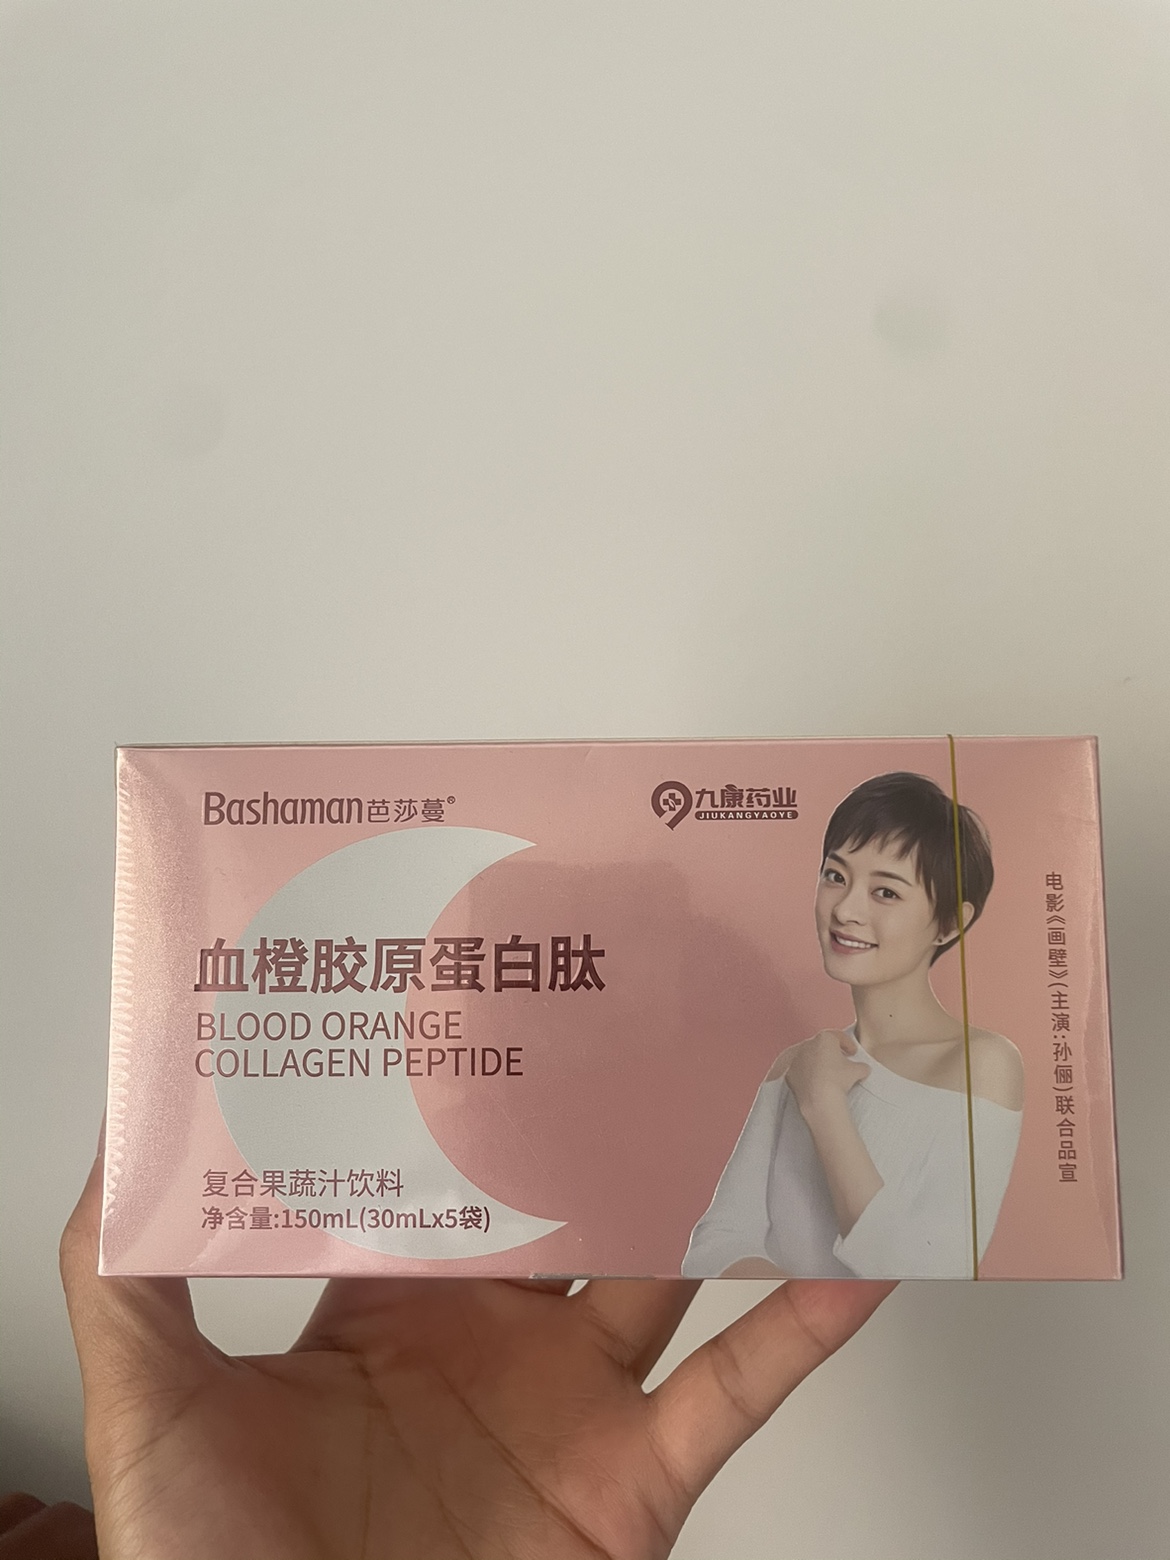 Bashaman芭莎蔓®
九康药业
JIUKANGYAOYE
血橙胶原蛋白肽
BLOOD ORANGE
COLLAGEN PEPTIDE
复合果蔬汁饮料
净含量:150mL(30mLx5袋)
电影《画壁》(主演:孙俪)联合品宣